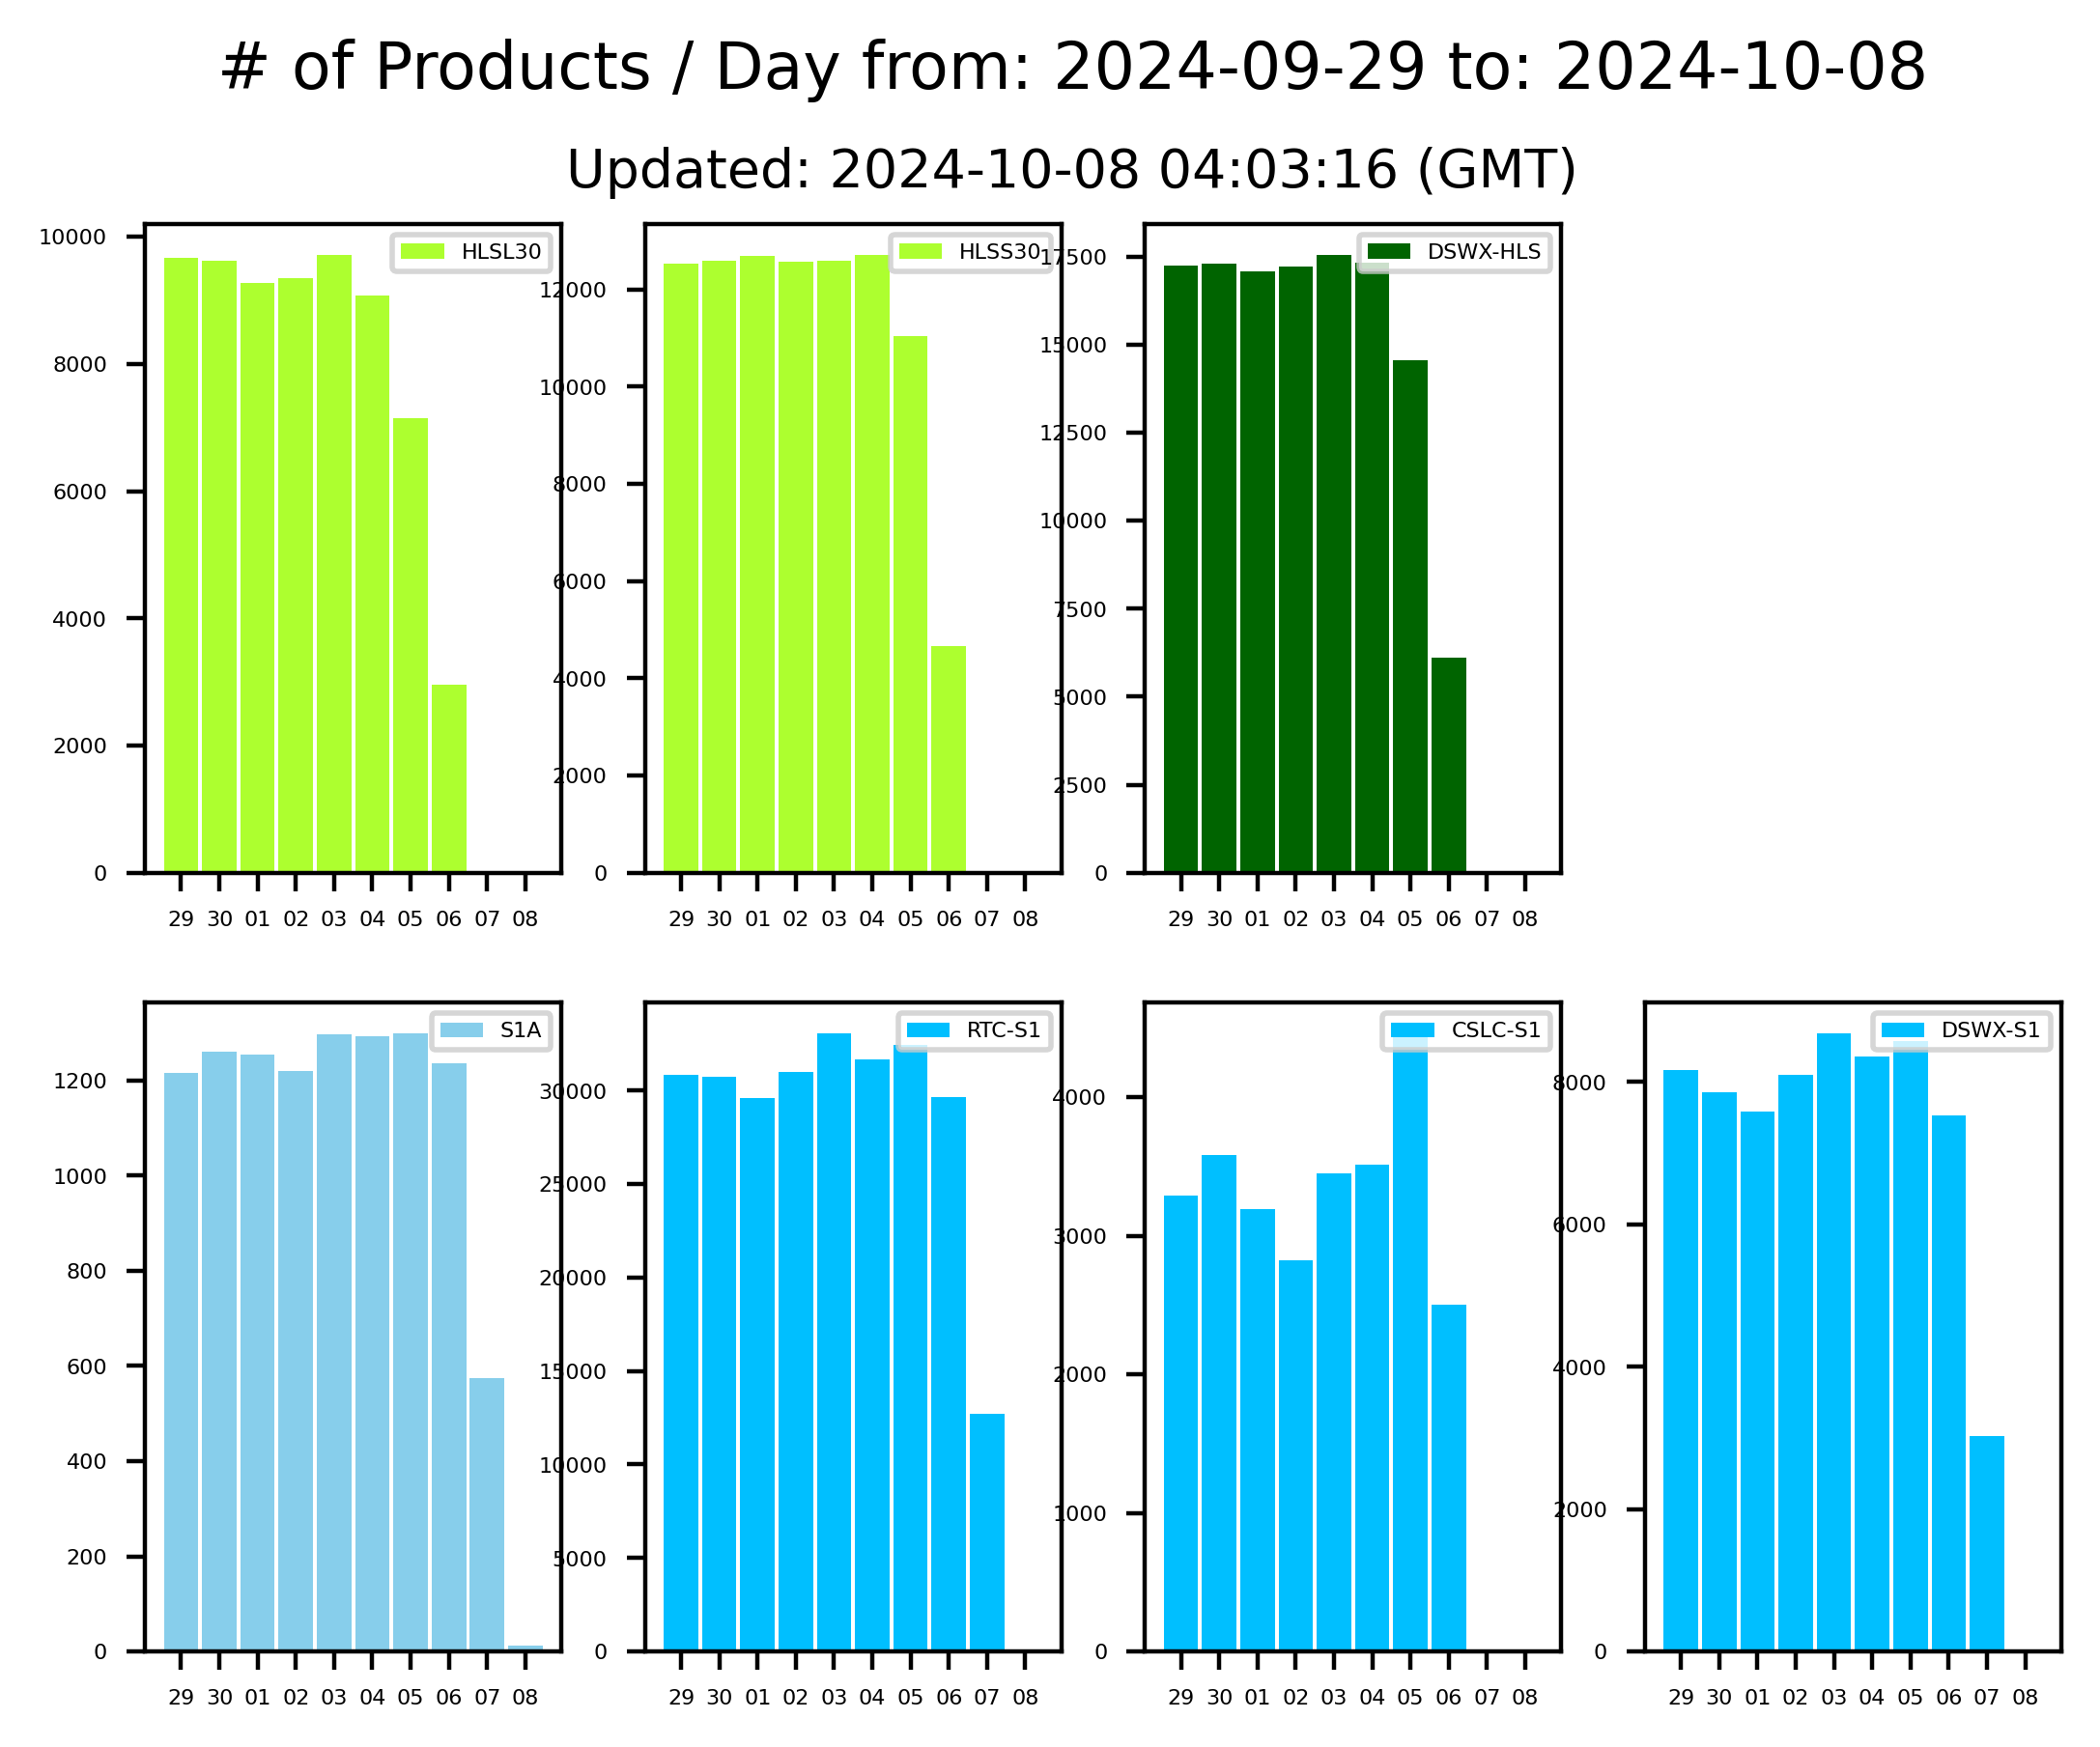 # of Products / Day from: 2024-09-29 to: 2024-10-08
Updated: 2024-10-08 04:03:16 (GMT)
HLSL30
10000
8000
6000
4000
2000
0
29 30 01 02 03 04 05 06 07 08
HLSS30
12000
10000
8000
6000
4000
2000
0
29 30 01 02 03 04 05 06 07 08
DSWX-HLS
17500
15000
12500
10000
7500
5000
2500
0
29 30 01 02 03 04 05 06 07 08
S1A
1200
1000
800
600
400
200
0
29 30 01 02 03 04 05 06 07 08
RTC-S1
30000
25000
20000
15000
10000
5000
0
29 30 01 02 03 04 05 06 07 08
CSLC-S1
4000
3000
2000
1000
0
29 30 01 02 03 04 05 06 07 08
DSWX-S1
8000
6000
4000
2000
0
29 30 01 02 03 04 05 06 07 08